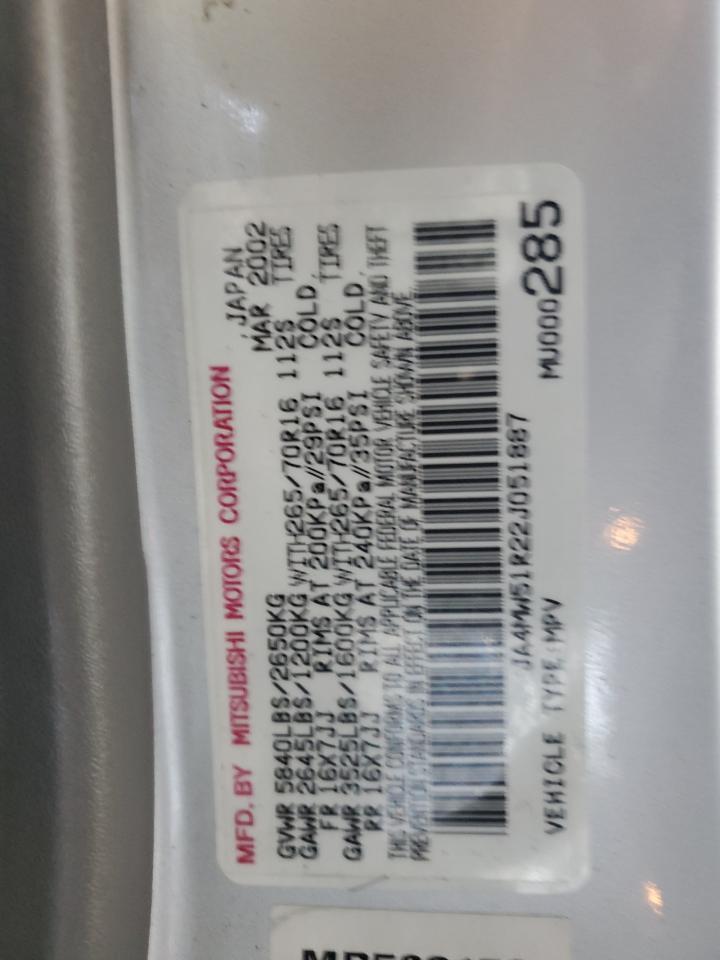 MFD. BY MITSUBISHI MOTORS CORPORATION
JAPAN
MAR 2002
GVWR 5840LBS/2650KG
GAWR 2645LBS/1200KG WITH265/70R16 112S TIRES
FR 16X7JJ RIMS AT 200KPa//29PSI COLD,
GAWR 3525LBS/1600KG WITH265/70R16 112S TIRES
RR 16X7JJ RIMS AT 240KPa//35PSI COLD,
THIS VEHICLE CONFORMS TO ALL APPLICABLE FEDERAL MOTOR VEHICLE SAFETY AND THEFT
PREVENTION STANDARDS IN EFFECT ON THE DATE OF MANUFACTURE SHOWN ABOVE.
JA4MW51R22J051887
VEHICLE TYPE:MPV MU000285